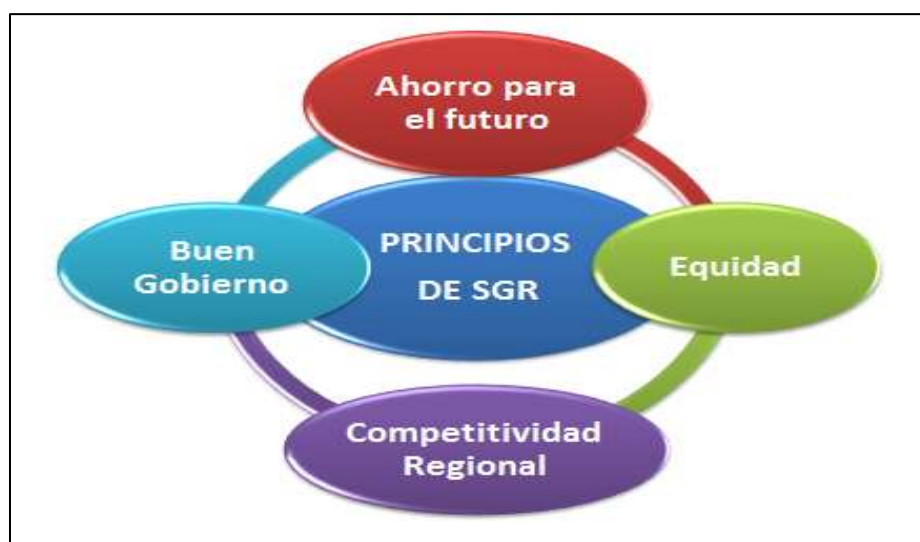 Ahorro para
el futuro
PRINCIPIOS
DE SGR
Buen
Gobierno
Equidad
Competitividad
Regional